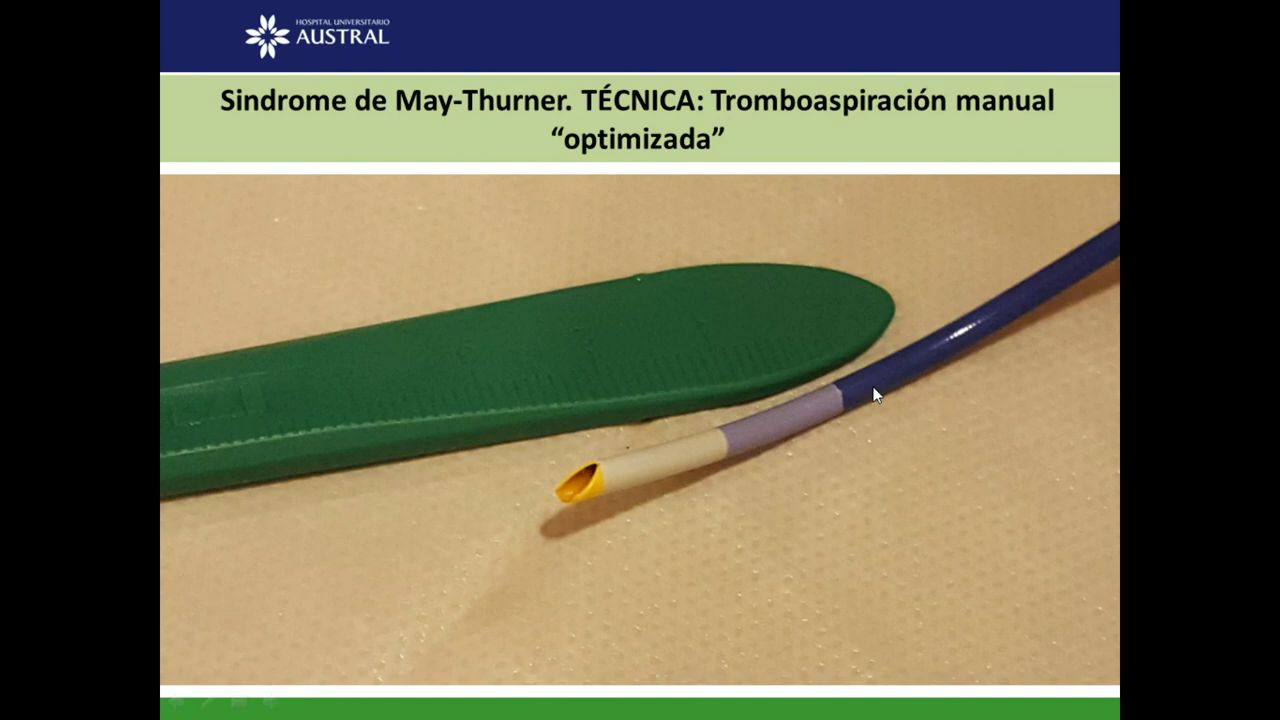 HOSPITAL UNIVERSITARIO
AUSTRAL
Sindrome de May-Thurner. TÉCNICA: Tromboaspiración manual
“optimizada”